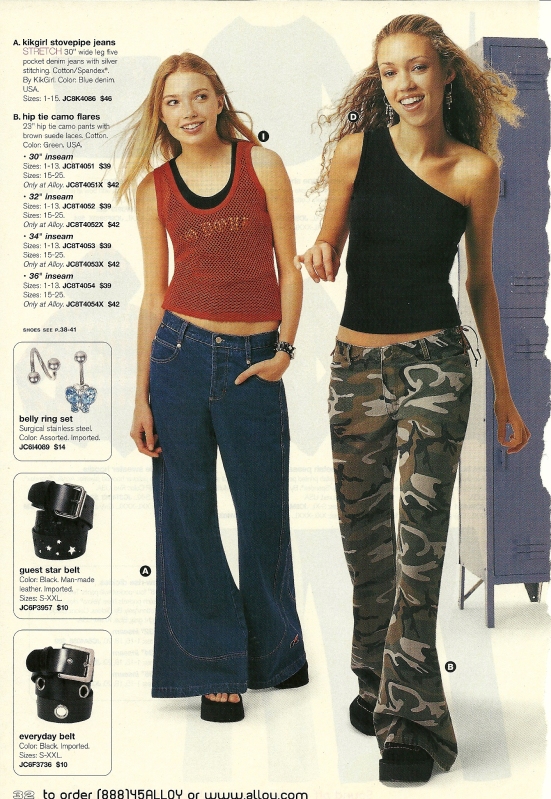 A. kikgirl stovepipe jeans
STRETCH 30" wide leg five
pocket denim jeans with silver
stitching. Cotton/Spandex®.
By KikGirl. Color: Blue denim.
USA.
Sizes: 1-15. JC8K4086 $46
B. hip tie camo flares
23" hip tie camo pants with
brown suede laces. Cotton.
Color: Green. USA.
• 30" inseam
Sizes: 1-13. JC8T4051 $39
Sizes: 15-25.
Only at Alloy. JC8T4051X $42
• 32" inseam
Sizes: 1-13. JC8T4052 $39
Sizes: 15-25.
Only at Alloy. JC8T4052X $42
• 34" inseam
Sizes: 1-13. JC8T4053 $39
Sizes: 15-25.
Only at Alloy. JC8T4053X $42
• 36" inseam
Sizes: 1-13. JC8T4054 $39
Sizes: 15-25.
Only at Alloy. JC8T4054X $42
SHOES SEE P.38-41
I
D
belly ring set
Surgical stainless steel.
Color: Assorted. Imported.
JC6I4089 $14
guest star belt
Color: Black. Man-made
leather. Imported.
Sizes: S-XXL.
JC6P3957 $10
A
B
everyday belt
Color: Black. Imported.
Sizes: S-XXL.
JC6F3736 $10
32 to order (888)45ALLOY or www.alloy.com